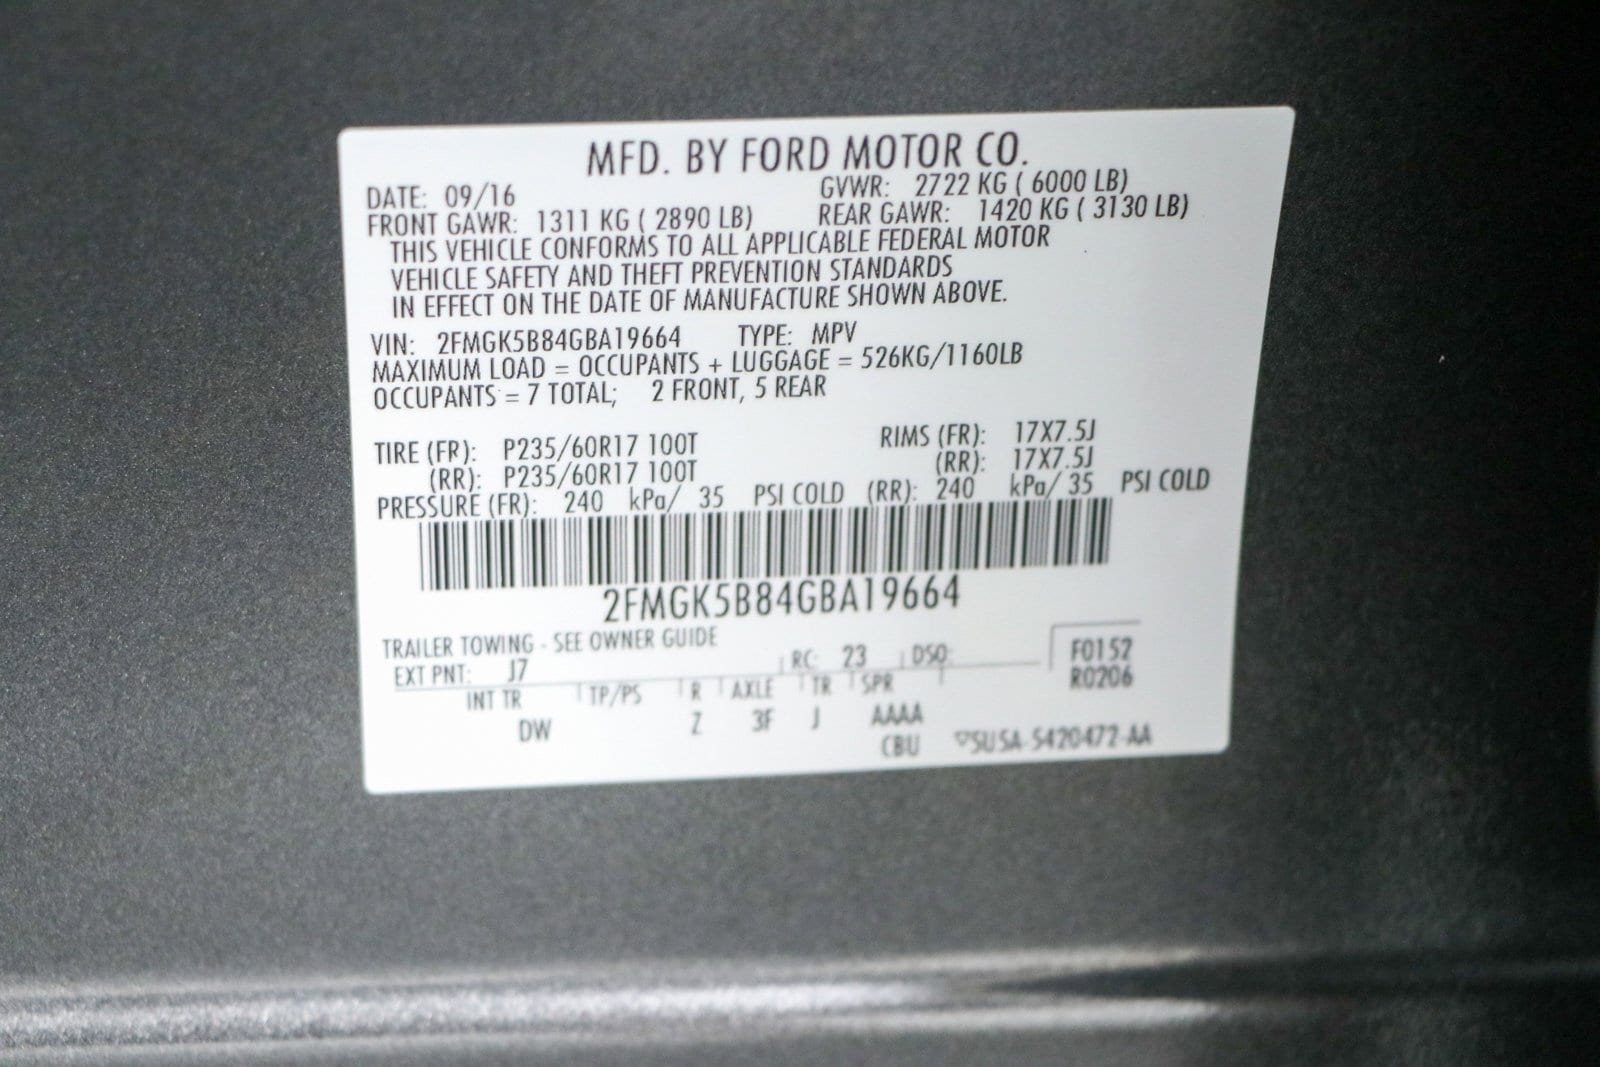 MFD. BY FORD MOTOR CO.
DATE: 09/16 GVWR: 2722 KG ( 6000 LB)
FRONT GAWR: 1311 KG ( 2890 LB) REAR GAWR: 1420 KG ( 3130 LB)
THIS VEHICLE CONFORMS TO ALL APPLICABLE FEDERAL MOTOR
VEHICLE SAFETY AND THEFT PREVENTION STANDARDS
IN EFFECT ON THE DATE OF MANUFACTURE SHOWN ABOVE.
VIN: 2FMGK5B84GBA19664 TYPE: MPV
MAXIMUM LOAD = OCCUPANTS + LUGGAGE = 526KG/1160LB
OCCUPANTS = 7 TOTAL; 2 FRONT, 5 REAR
TIRE (FR): P235/60R17 100T RIMS (FR): 17X7.5J
(RR): P235/60R17 100T (RR): 17X7.5J
PRESSURE (FR): 240 kPa/ 35 PSI COLD (RR): 240 kPa/ 35 PSI COLD
2FMGK5B84GBA19664
TRAILER TOWING - SEE OWNER GUIDE
EXT PNT: J7 RC: 23 DSO: F0152
R0206
INT TR TP/PS R AXLE TR SPR
DW Z 3F J AAAA
CBU ▽5U5A-5420472-AA